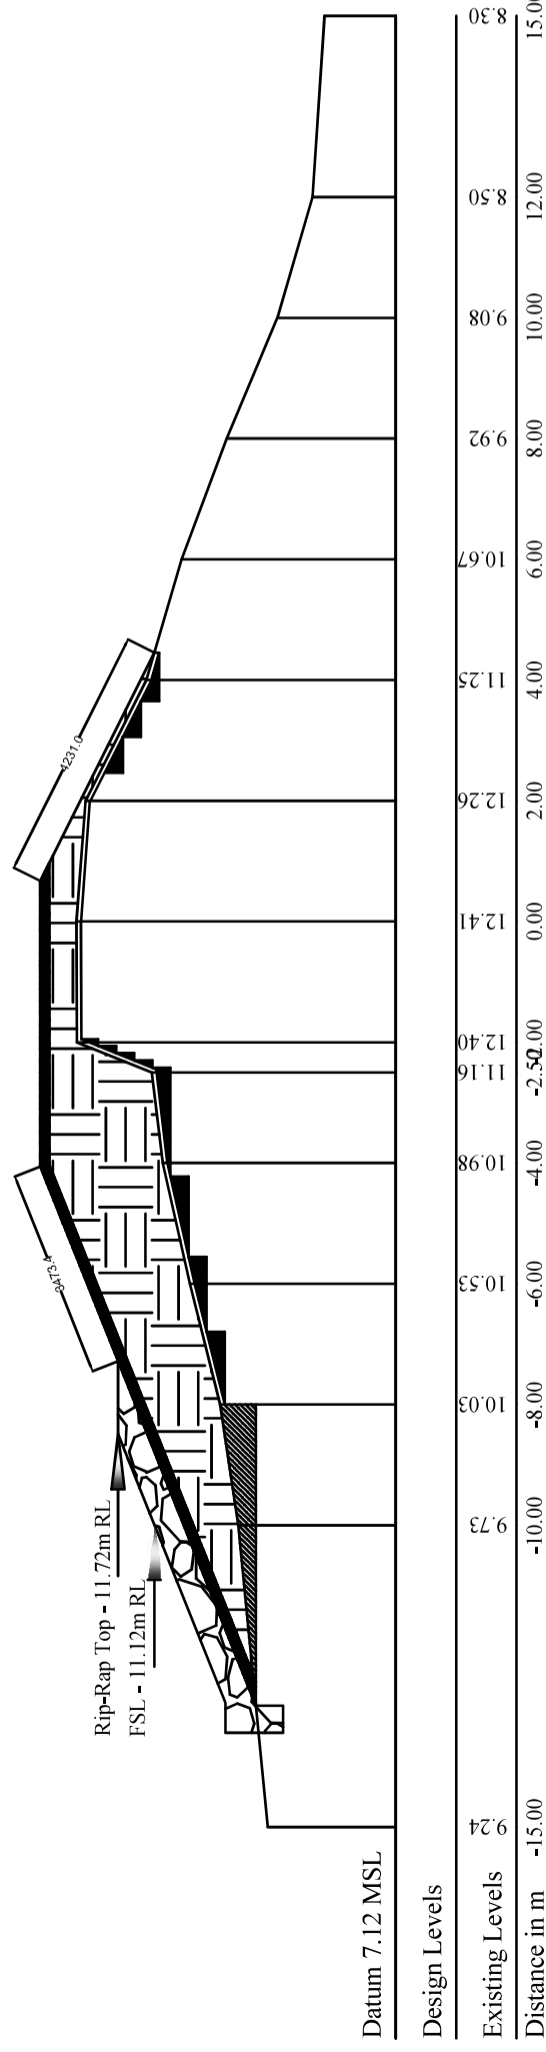 4231.0
3473.4
Rip-Rap Top - 11.72m RL
FSL - 11.12m RL
Datum 7.12 MSL
Design Levels
Existing Levels 9.24 9.73 10.03 10.53 10.98 11.16 12.40 12.41 12.26 11.25 10.67 9.92 9.08 8.50 8.30
Distance in m -15.00 -10.00 -8.00 -6.00 -4.00 -2.50 -2.00 0.00 2.00 4.00 6.00 8.00 10.00 12.00 15.00